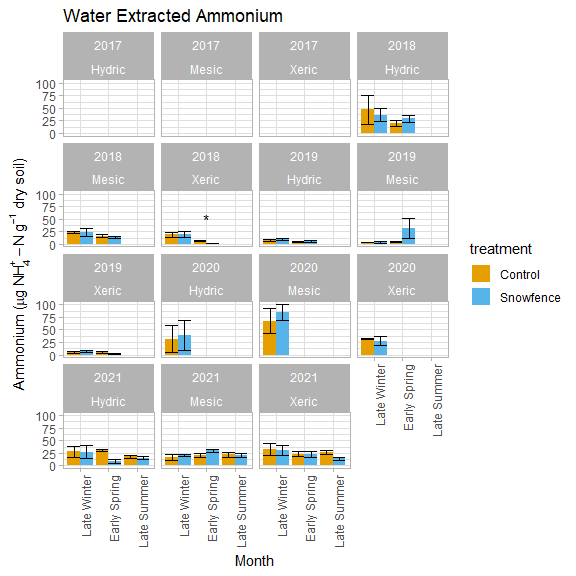 Water Extracted Ammonium
2017 2017 2017 2018
Hydric Mesic Xeric Hydric
100
75
50
25
0
2018 2018 2019 2019
Mesic Xeric Hydric Mesic
100
75
50
25
0
*
2019 2020 2020 2020
Xeric Hydric Mesic Xeric
100
75
50
25
0
2021 2021 2021
Hydric Mesic Xeric
100
75
50
25
0
Late Winter Early Spring Late Summer
Late Winter Early Spring Late Summer
Late Winter Early Spring Late Summer
Late Winter Early Spring Late Summer
Month
Ammonium (μg NH₄⁺−N g⁻¹ dry soil)
treatment
Control
Snowfence